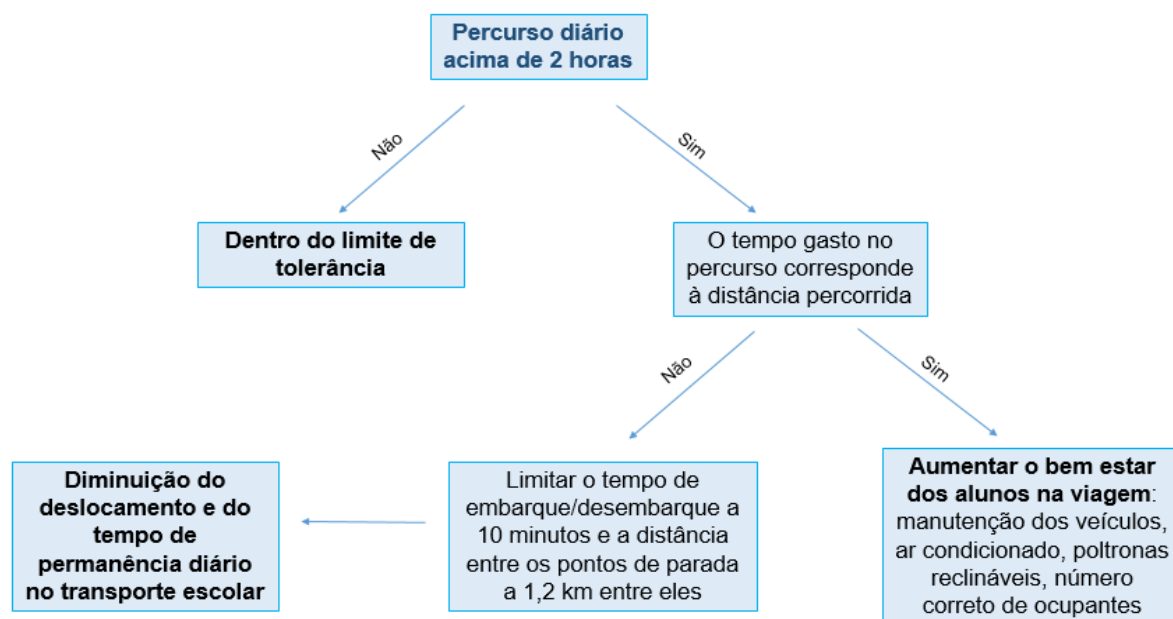 Percurso diário
acima de 2 horas
Não
Sim
Dentro do limite de
tolerância
O tempo gasto no
percurso corresponde
à distância percorrida
Não
Sim
Diminuição do
deslocamento e do
tempo de
permanência diário
no transporte escolar
Limitar o tempo de
embarque/desembarque a
10 minutos e a distância
entre os pontos de parada
a 1,2 km entre eles
Aumentar o bem estar
dos alunos na viagem:
manutenção dos veículos,
ar condicionado, poltronas
reclináveis, número
correto de ocupantes